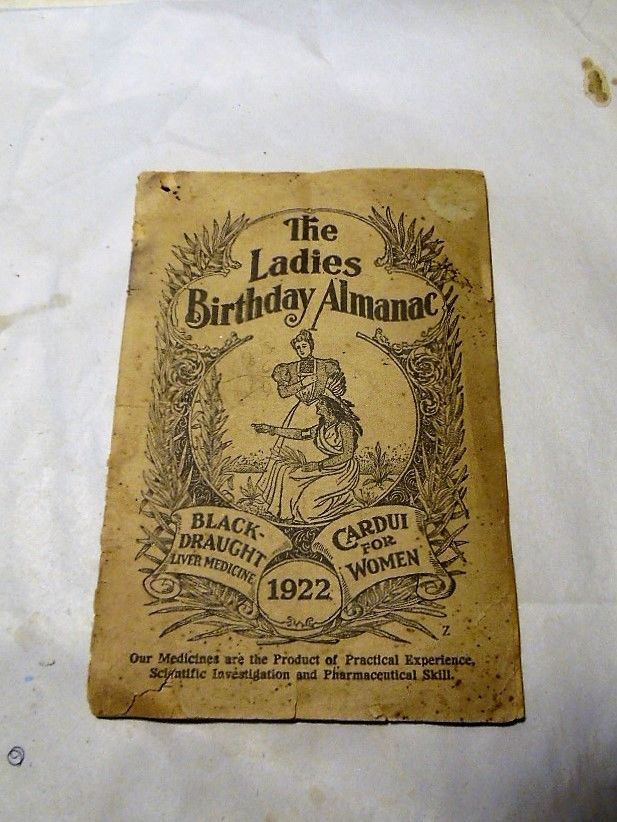 The
Ladies
Birthday Almanac
BLACK-
DRAUGHT
LIVER MEDICINE
CARDUI
FOR
WOMEN
1922
Z
Our Medicines are the Product of Practical Experience,
Scientific Investigation and Pharmaceutical Skill.